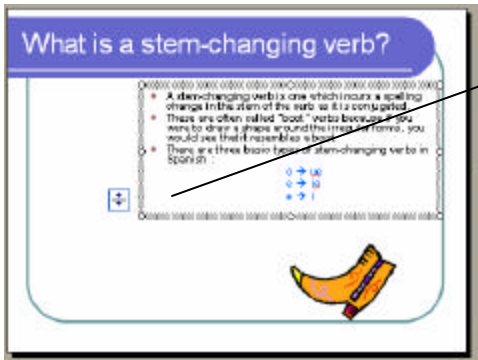 What is a stem-changing verb?
A stem-changing verb is one which incurs a spelling
change in the stem of the verb as it is conjugated.
These are often called "boot" verbs because if you
were to draw a shape around the irregular forms, you
would see that it resembles a boot.
There are three basic types of stem-changing verbs in
Spanish :
o → ue
e → ie
e → i